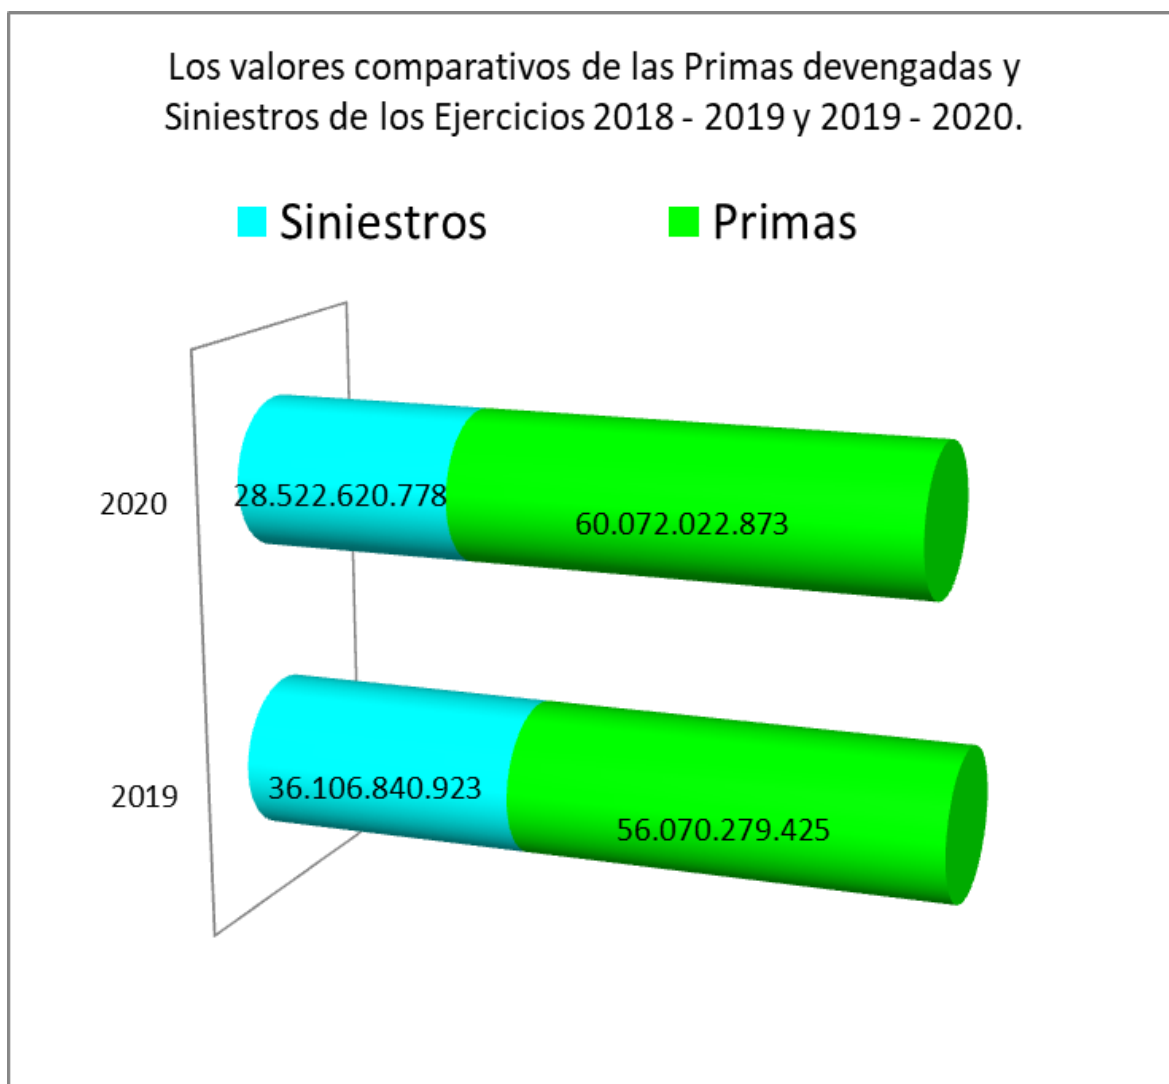 Los valores comparativos de las Primas devengadas y
Siniestros de los Ejercicios 2018 - 2019 y 2019 - 2020.
Siniestros Primas
2020 28.522.620.778 60.072.022.873
2019 36.106.840.923 56.070.279.425